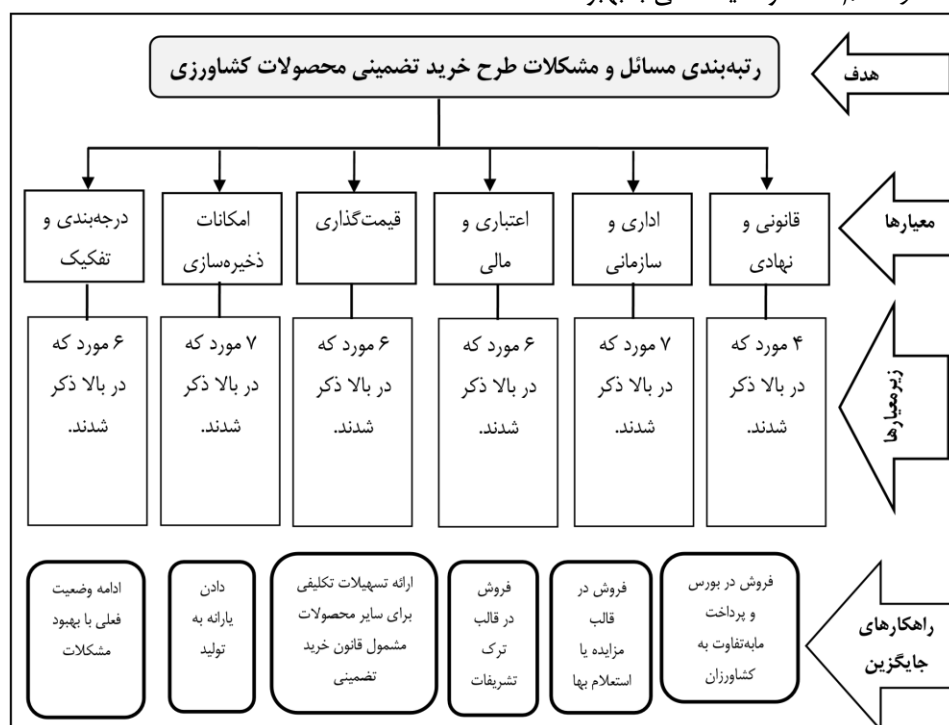 رتبه‌بندی مسائل و مشکلات طرح خرید تضمینی محصولات کشاورزی
هدف
قانونی و
نهادی
اداری و
سازمانی
اعتباری و
مالی
قیمت‌گذاری
امکانات
ذخیره‌سازی
درجه‌بندی و
تفکیک
معیارها
۴ مورد که
در بالا ذکر
شدند.
۷ مورد که
در بالا ذکر
شدند.
۶ مورد که
در بالا ذکر
شدند.
۶ مورد که
در بالا ذکر
شدند.
۷ مورد که
در بالا ذکر
شدند.
۶ مورد که
در بالا ذکر
شدند.
زیرمعیارها
فروش در بورس
و پرداخت
مابه‌تفاوت به
کشاورزان
فروش در
قالب
مزایده یا
استعلام بها
فروش
در قالب
ترک
تشریفات
ارائه تسهیلات تکلیفی
برای سایر محصولات
مشمول قانون خرید
تضمینی
دادن
یارانه به
تولید
ادامه وضعیت
فعلی با بهبود
مشکلات
راهکارهای
جایگزین